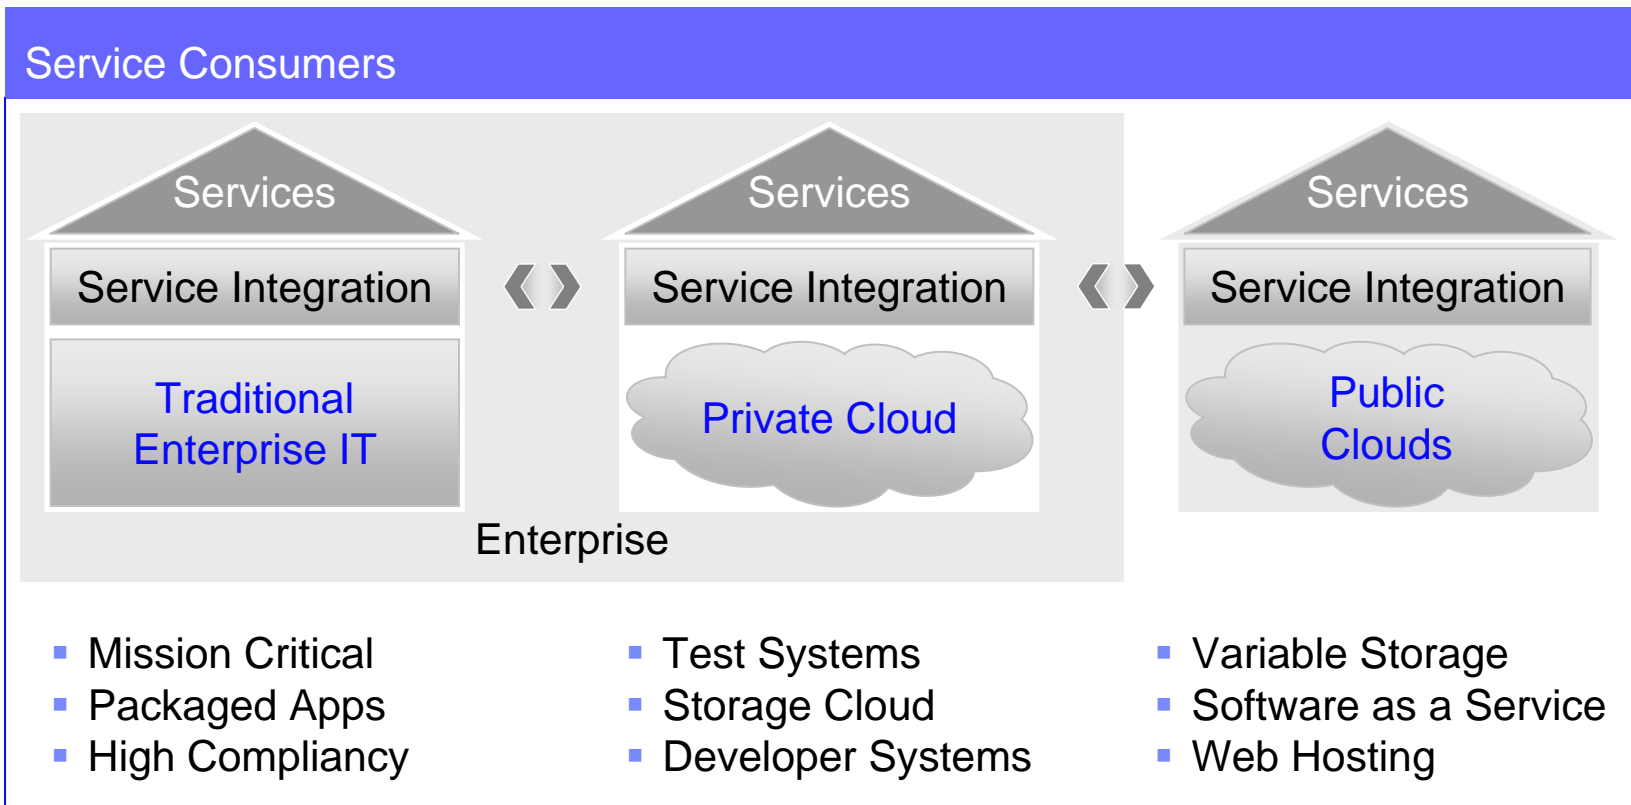 Service Consumers
Services
Services
Services
Service Integration
Service Integration
Service Integration
Traditional
Enterprise IT
Private Cloud
Public
Clouds
Enterprise
▪ Mission Critical
▪ Packaged Apps
▪ High Compliancy
▪ Test Systems
▪ Storage Cloud
▪ Developer Systems
▪ Variable Storage
▪ Software as a Service
▪ Web Hosting